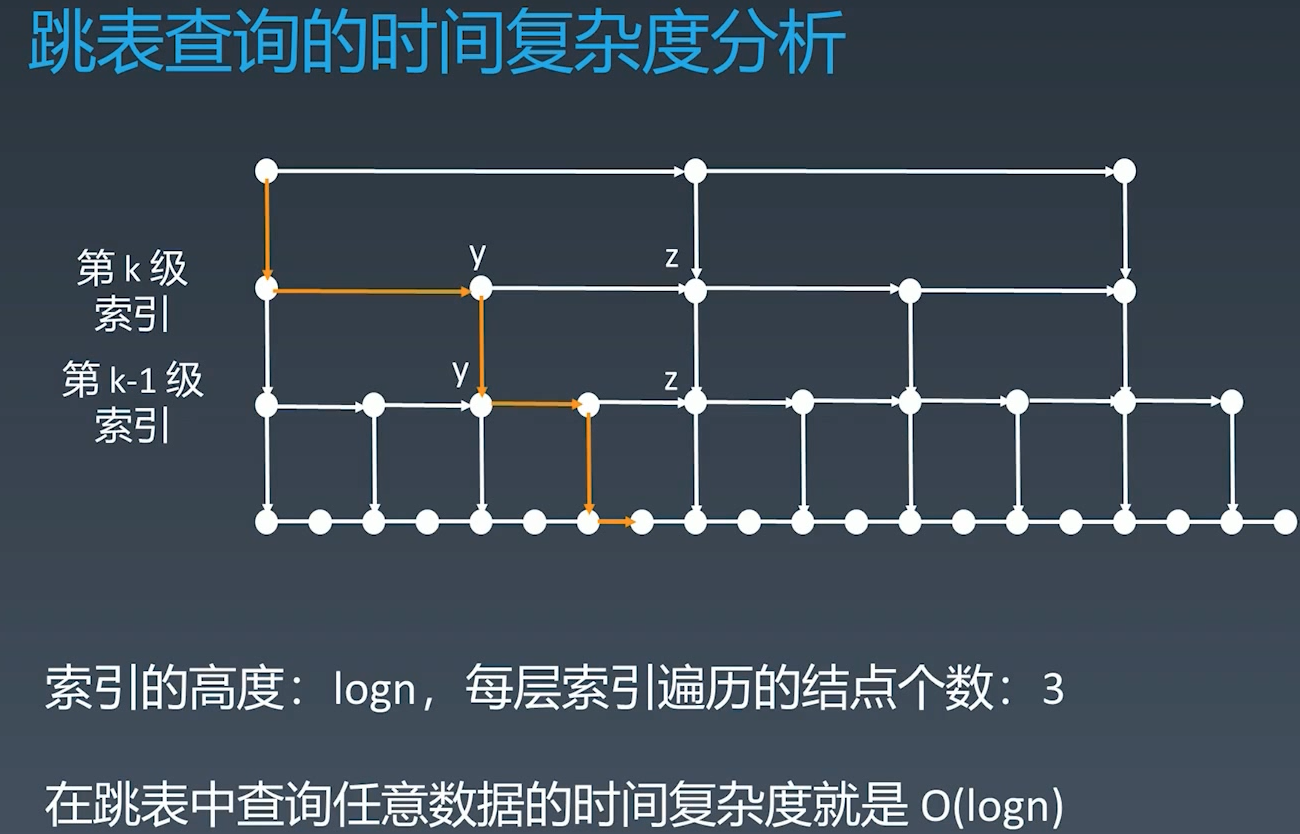 跳表查询的时间复杂度分析
y
z
第 k 级
索引
y
z
第 k-1 级
索引
索引的高度：logn，每层索引遍历的结点个数：3
在跳表中查询任意数据的时间复杂度就是 O(logn)